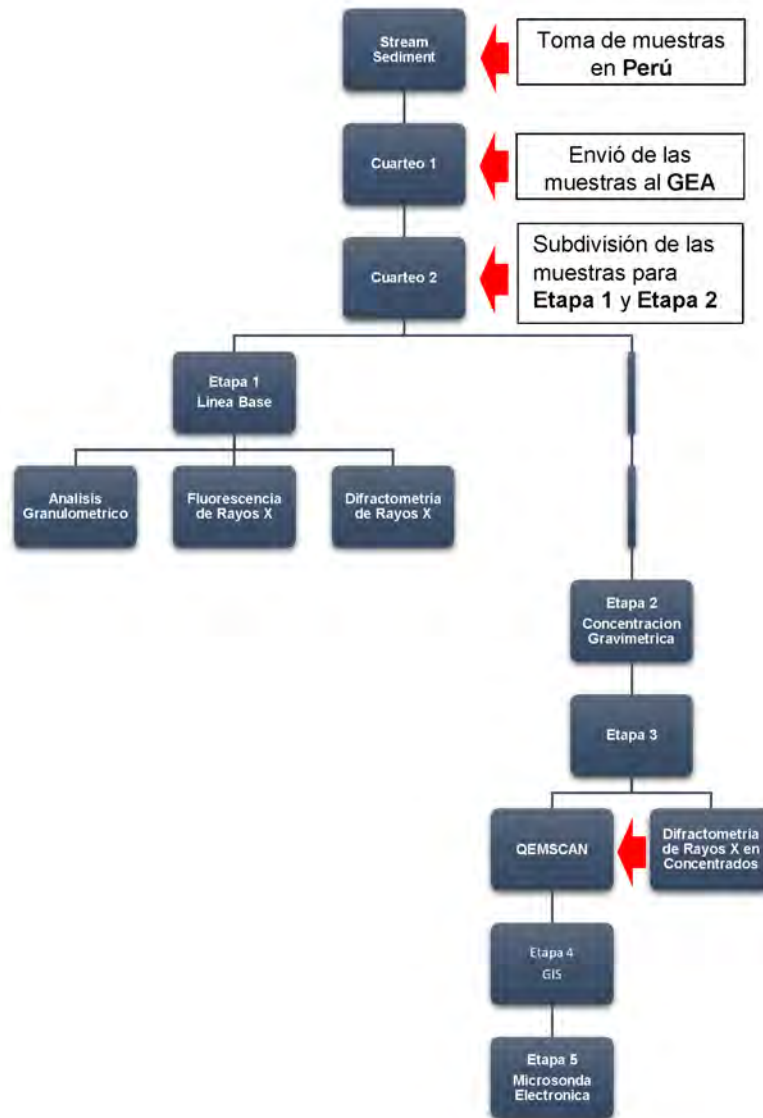 Stream
Sediment
Toma de muestras
en Perú
Cuarteo 1
Envió de las
muestras al GEA
Cuarteo 2
Subdivisión de las
muestras para
Etapa 1 y Etapa 2
Etapa 1
Linea Base
Analisis
Granulometrico
Fluorescencia
de Rayos X
Difractometria
de Rayos X
Etapa 2
Concentracion
Gravimetrica
Etapa 3
QEMSCAN
Difractometria
de Rayos X en
Concentrados
Etapa 4
GIS
Etapa 5
Microsonda
Electronica